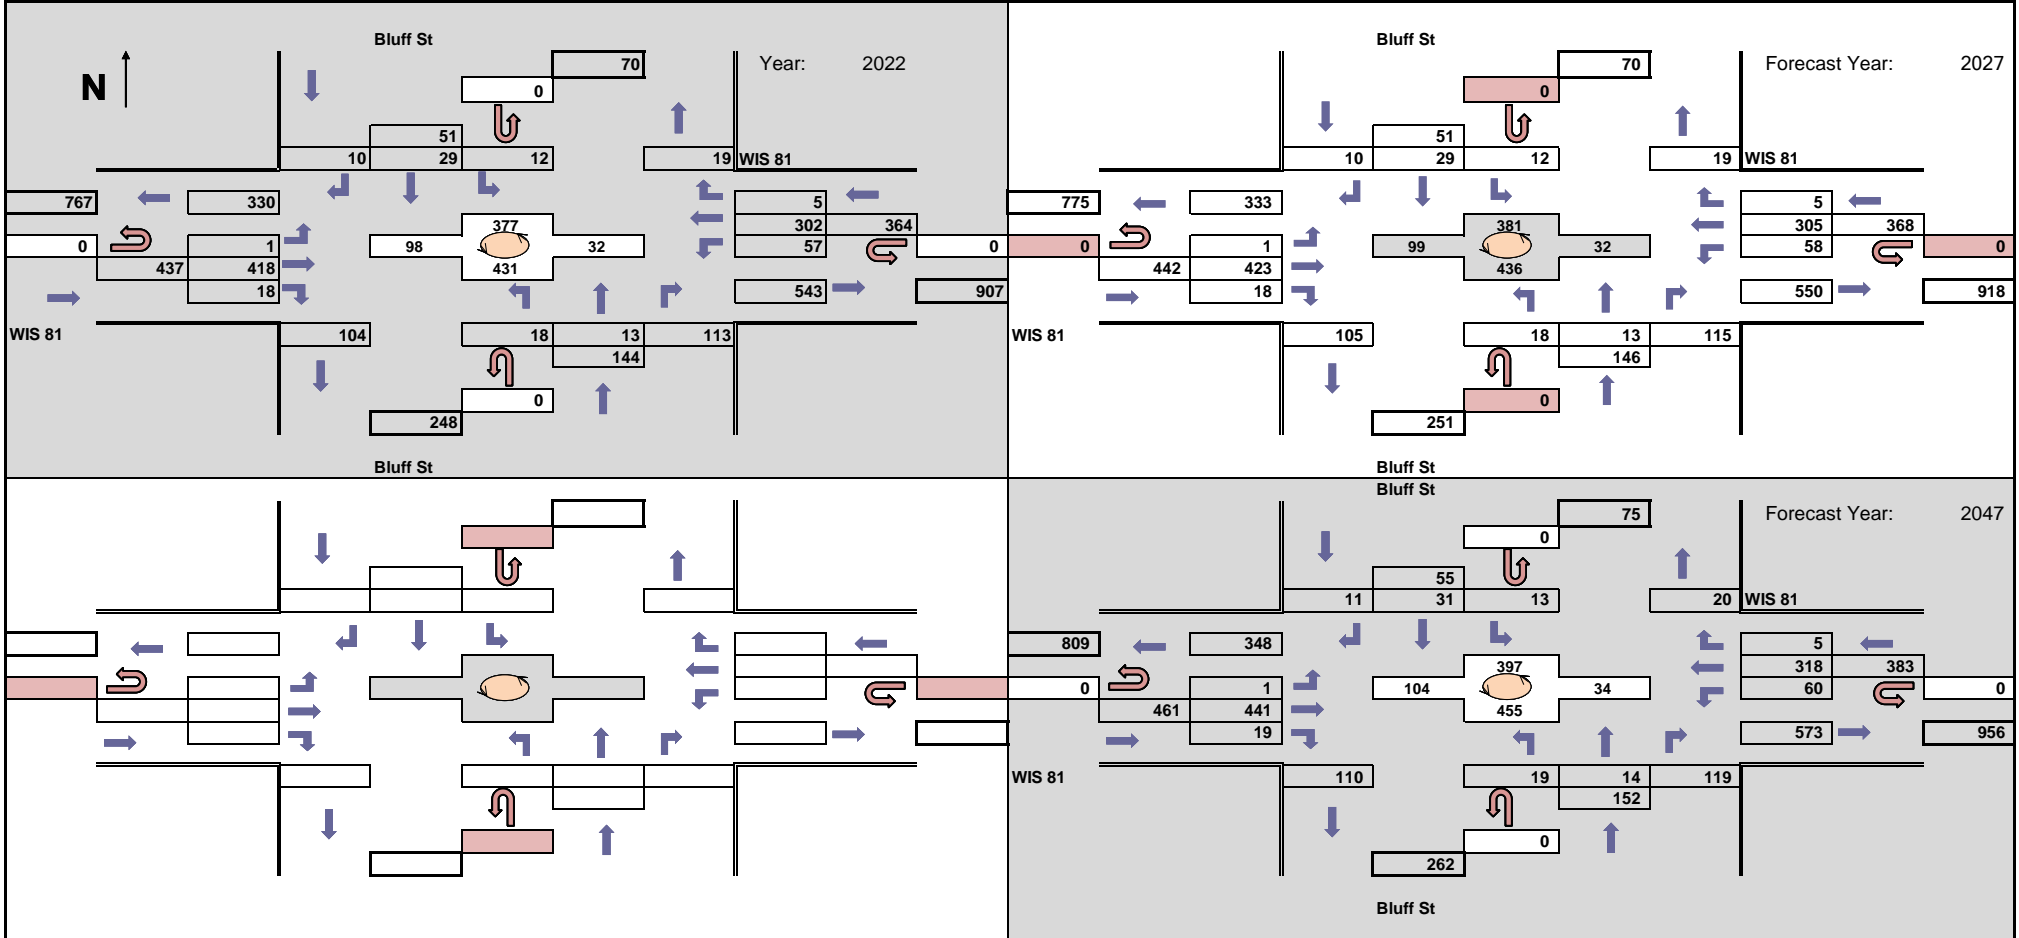 Bluff St
N
70
Year: 2022
0
51
10 29 12 19 WIS 81
767 330 5
377
302 364
0 1 98 32 57 0
437 418 431
18 543 907
WIS 81 104 18 13 113
144
0
248
Bluff St
Bluff St
70
Forecast Year: 2027
0
51
10 29 12 19 WIS 81
775 333 5
381
305 368
0 1 99 32 58 0
442 423 436
18 550 918
WIS 81 105 18 13 115
146
0
251
Bluff St
Bluff St
75
Forecast Year: 2047
0
55
11 31 13 20 WIS 81
809 348 5
397
318 383
0 1 104 34 60 0
461 441 455
19 573 956
WIS 81 110 19 14 119
152
0
262
Bluff St